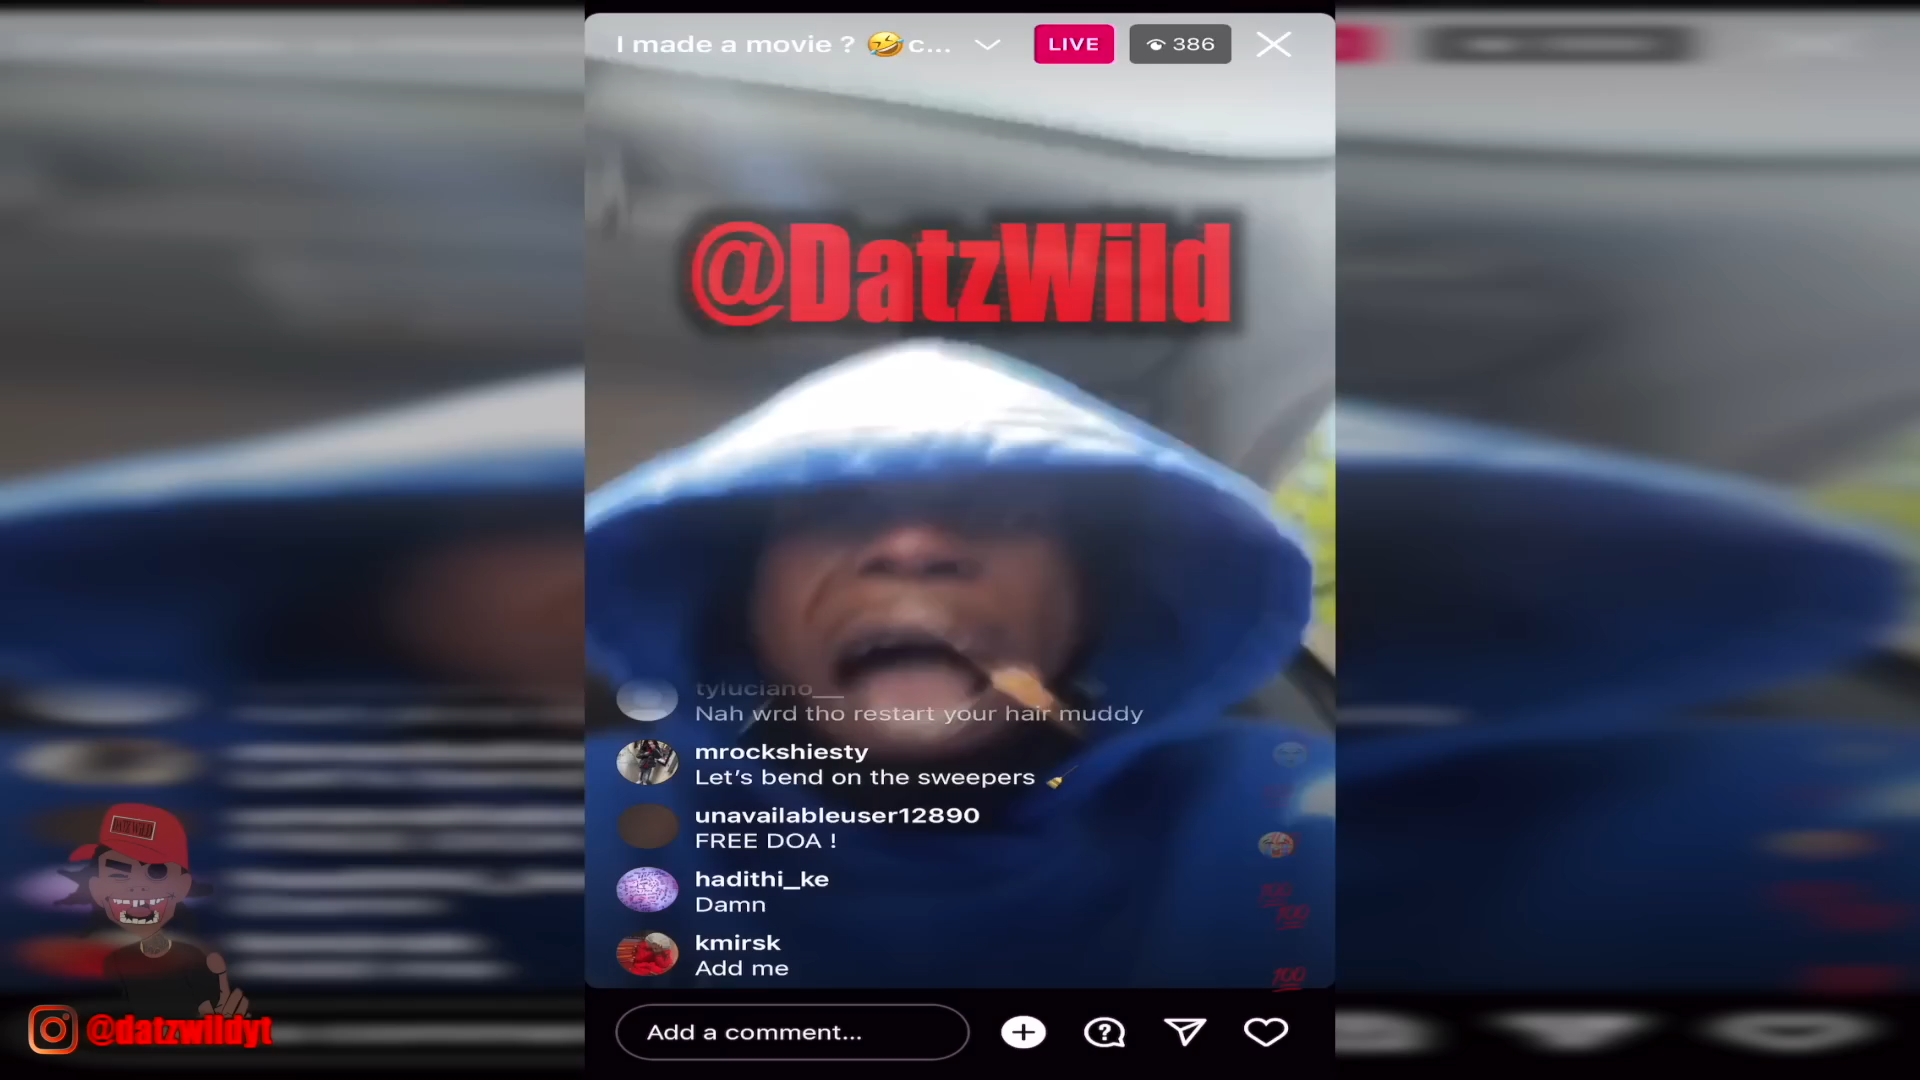 I made a movie ? 🤣c...
LIVE
386
@DatzWild
tyluciano__
Nah wrd tho restart your hair muddy
mrockshiesty
Let's bend on the sweepers 🧹
unavailableuser12890
FREE DOA !
hadithi_ke
Damn
kmirsk
Add me
Add a comment...
DATZWILD
@datzwildyt